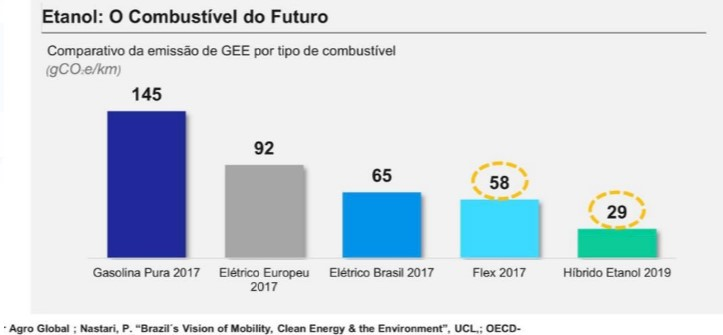 Etanol: O Combustível do Futuro
Comparativo da emissão de GEE por tipo de combustível
(gCO₂e/km)
145
92
65
58
29
Gasolina Pura 2017
Elétrico Europeu
2017
Elétrico Brasil 2017
Flex 2017
Híbrido Etanol 2019
Agro Global ; Nastari, P. “Brazil´s Vision of Mobility, Clean Energy & the Environment”, UCL,; OECD-